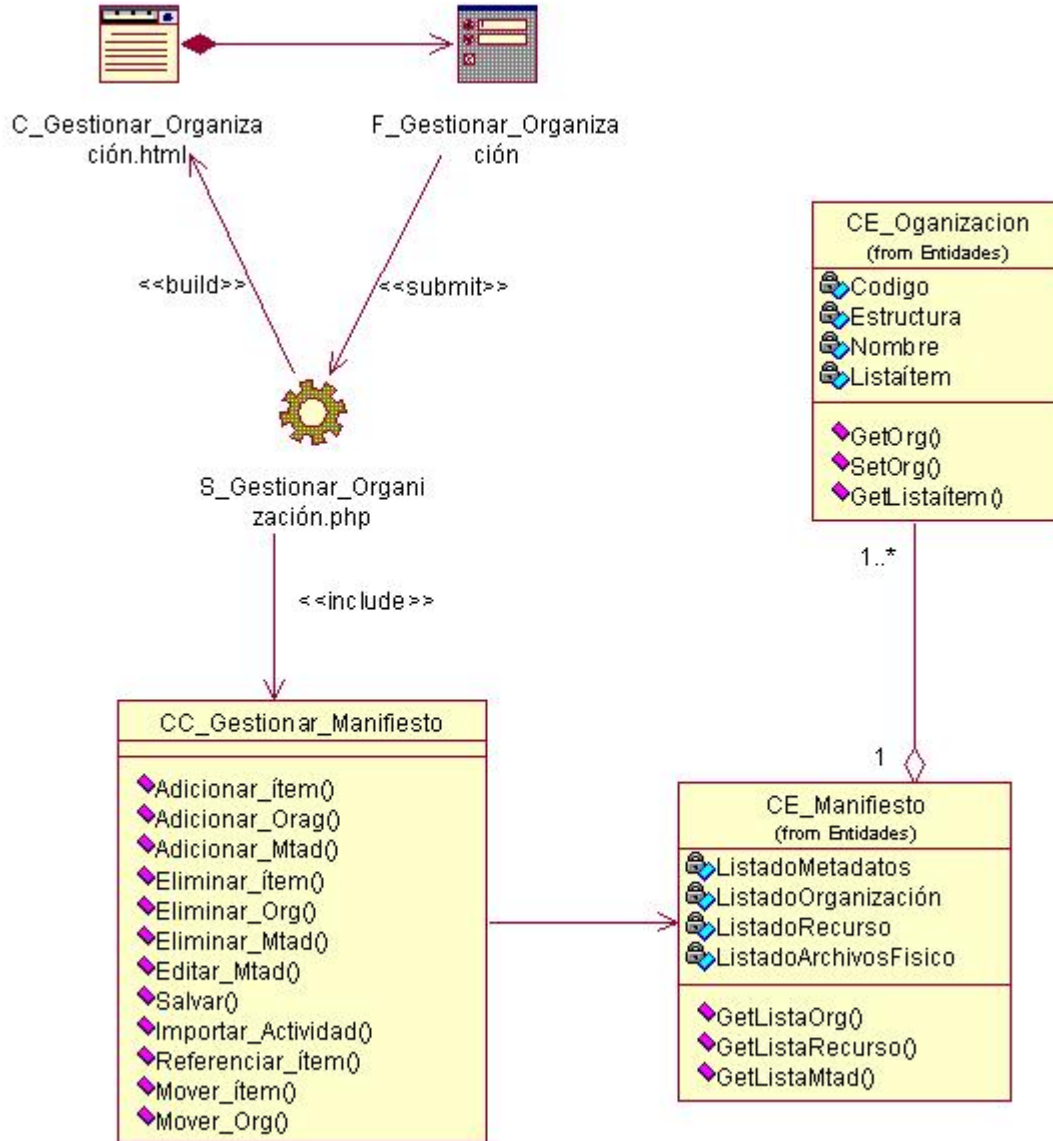 C_Gestionar_Organiza
ción.html
F_Gestionar_Organiza
ción
<<build>>
<<submit>>
S_Gestionar_Organi
zación.php
<<include>>
CE_Oganizacion
(from Entidades)
Codigo
Estructura
Nombre
Listaítem
GetOrg()
SetOrg()
GetListaítem()
1..*
1
CC_Gestionar_Manifiesto
Adicionar_ítem()
Adicionar_Orag()
Adicionar_Mtad()
Eliminar_ítem()
Eliminar_Org()
Eliminar_Mtad()
Editar_Mtad()
Salvar()
Importar_Actividad()
Referenciar_ítem()
Mover_ítem()
Mover_Org()
CE_Manifiesto
(from Entidades)
ListadoMetadatos
ListadoOrganización
ListadoRecurso
ListadoArchivosFisico
GetListaOrg()
GetListaRecurso()
GetListaMtad()